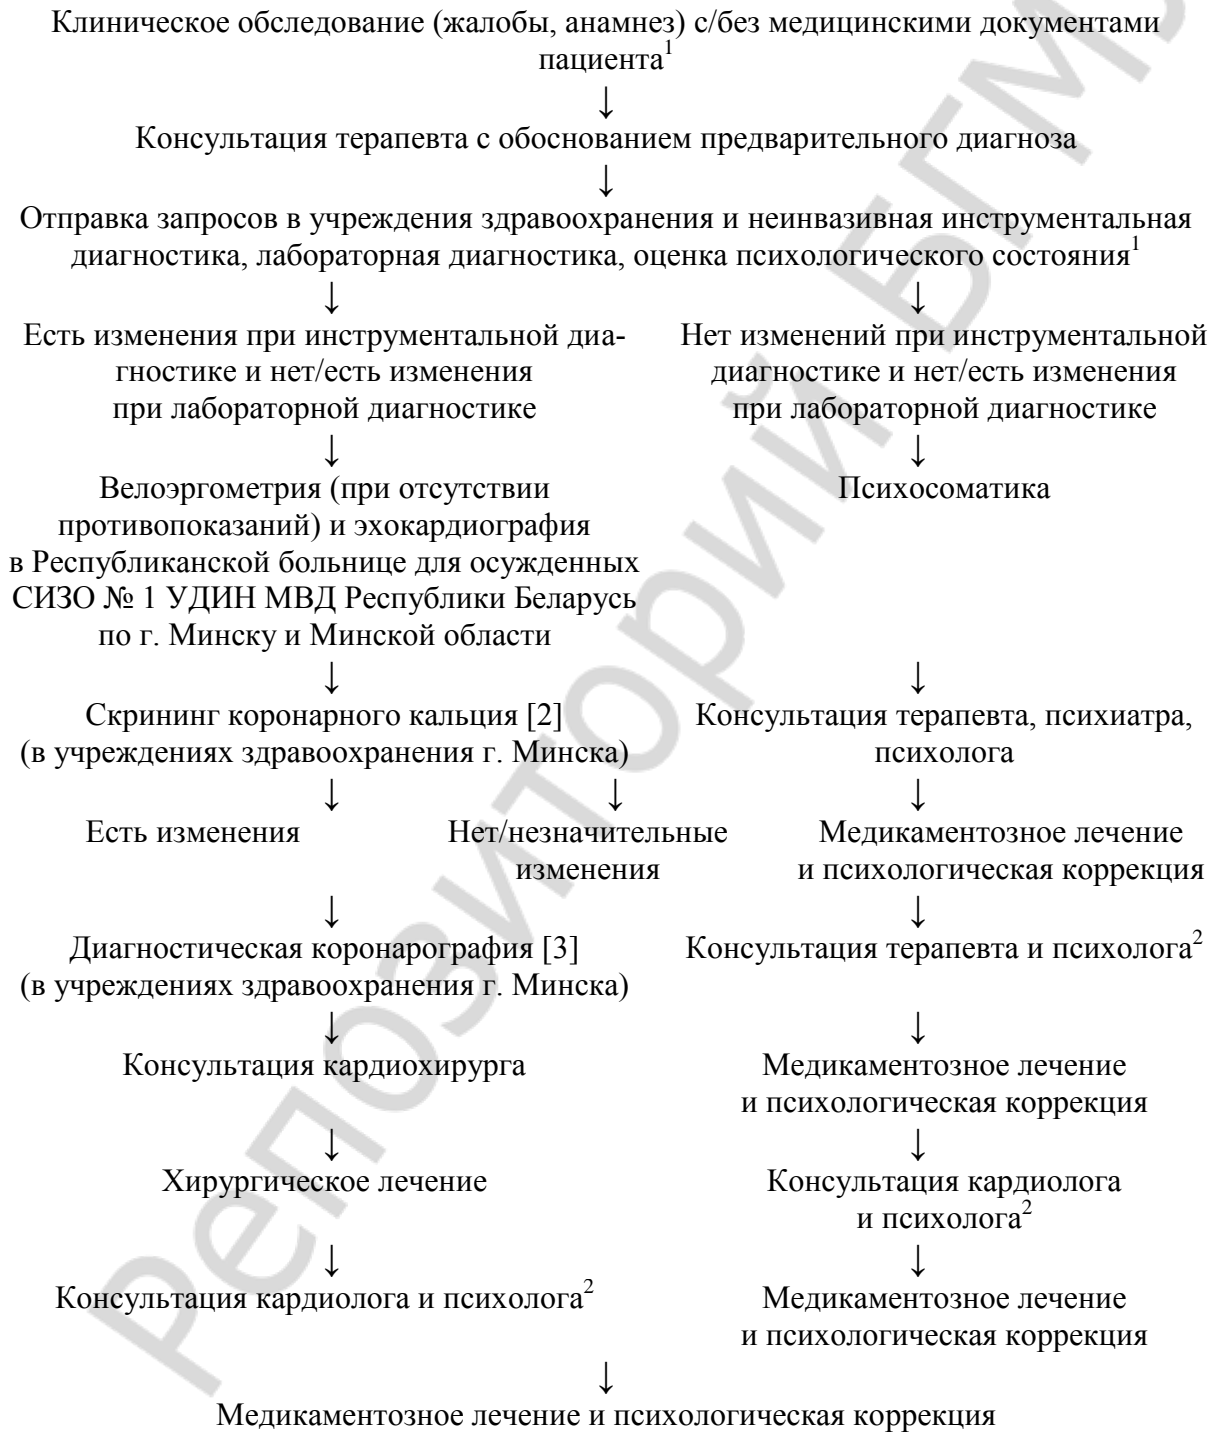 Клиническое обследование (жалобы, анамнез) с/без медицинскими документами
пациента¹
↓
Консультация терапевта с обоснованием предварительного диагноза
↓
Отправка запросов в учреждения здравоохранения и неинвазивная инструментальная
диагностика, лабораторная диагностика, оценка психологического состояния¹
↓ ↓
Есть изменения при инструментальной диа-
гностике и нет/есть изменения
при лабораторной диагностике
Нет изменений при инструментальной
диагностике и нет/есть изменения
при лабораторной диагностике
↓ ↓
Велоэргометрия (при отсутствии
противопоказаний) и эхокардиография
в Республиканской больнице для осужденных
СИЗО № 1 УДИН МВД Республики Беларусь
по г. Минску и Минской области
Психосоматика
↓ ↓
Скрининг коронарного кальция [2]
(в учреждениях здравоохранения г. Минска)
Консультация терапевта, психиатра,
психолога
↓ ↓ ↓
Есть изменения
Нет/незначительные
изменения
Медикаментозное лечение
и психологическая коррекция
↓ ↓
Диагностическая коронарография [3]
(в учреждениях здравоохранения г. Минска)
Консультация терапевта и психолога²
↓ ↓
Консультация кардиохирурга
Медикаментозное лечение
и психологическая коррекция
↓ ↓
Хирургическое лечение
Консультация кардиолога
и психолога²
↓ ↓
Консультация кардиолога и психолога²
Медикаментозное лечение
и психологическая коррекция
↓
Медикаментозное лечение и психологическая коррекция
Репозиторий БГМУ